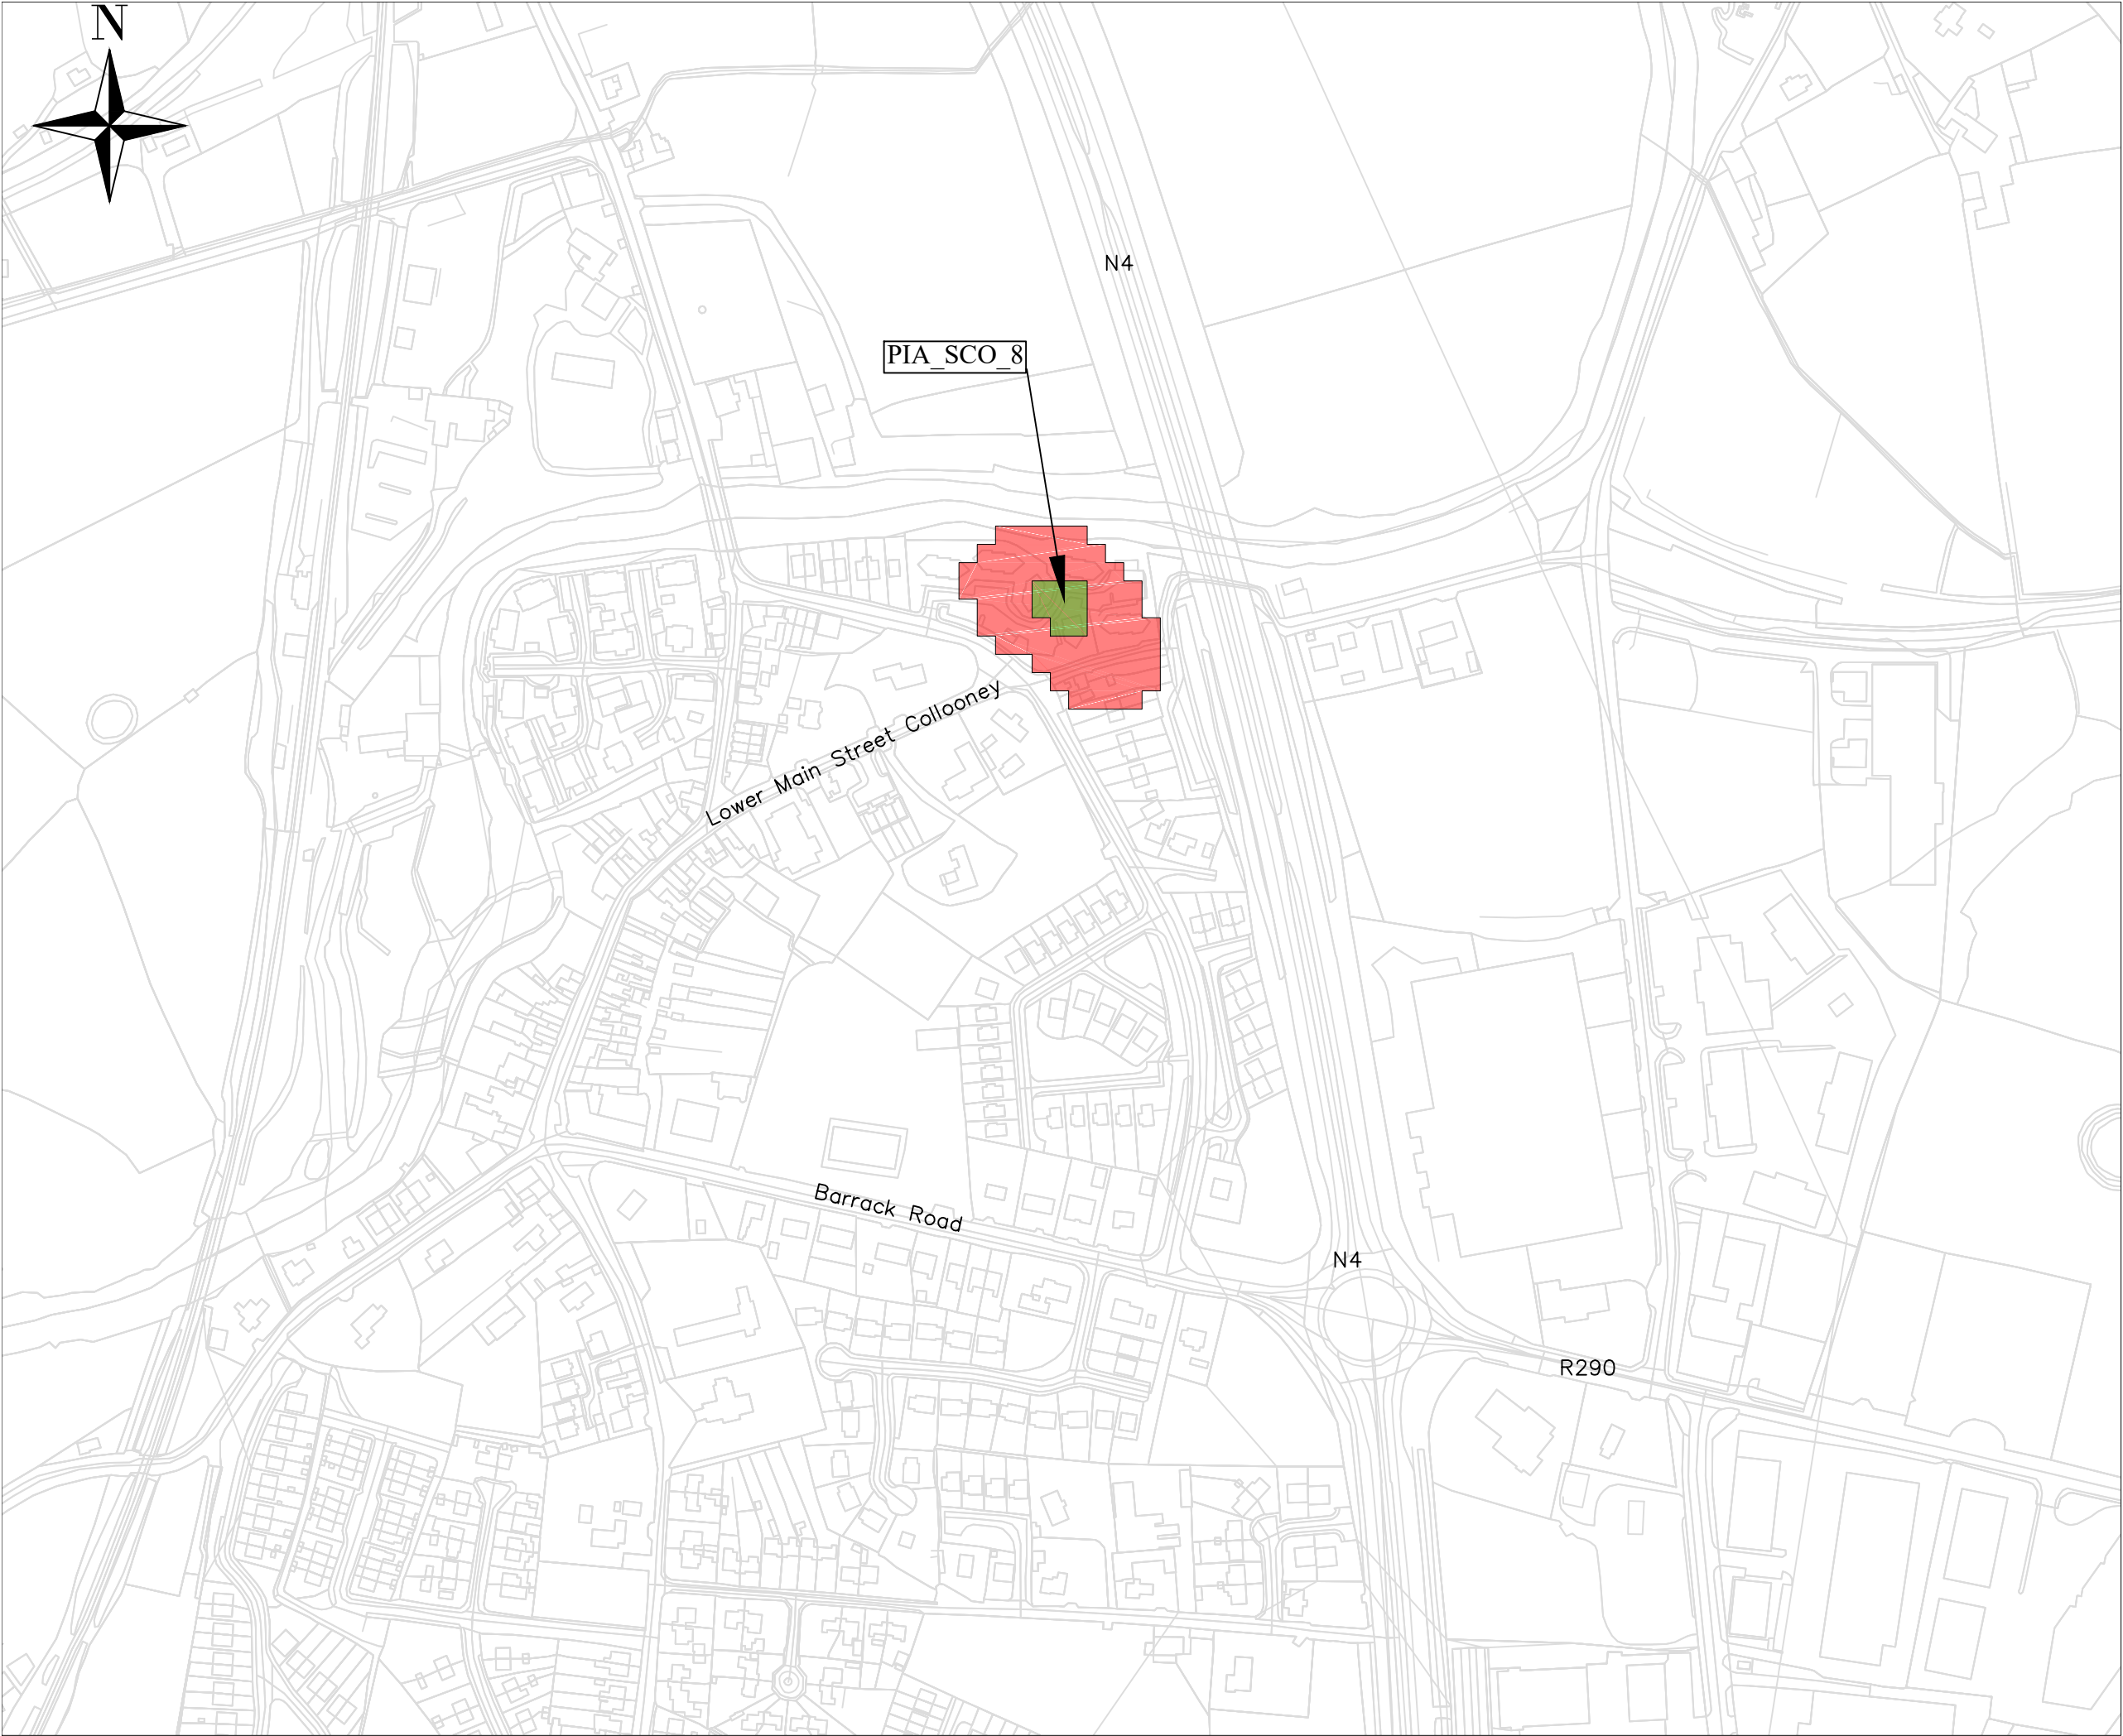 N
N4
PIA_SCO_8
Lower Main Street Collooney
Barrack Road
N4
R290